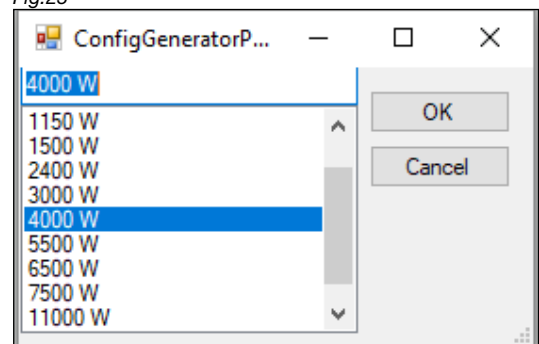 Fig.23
ConfigGeneratorP...
4000 W
OK
Cancel
1150 W
1500 W
2400 W
3000 W
4000 W
5500 W
6500 W
7500 W
11000 W